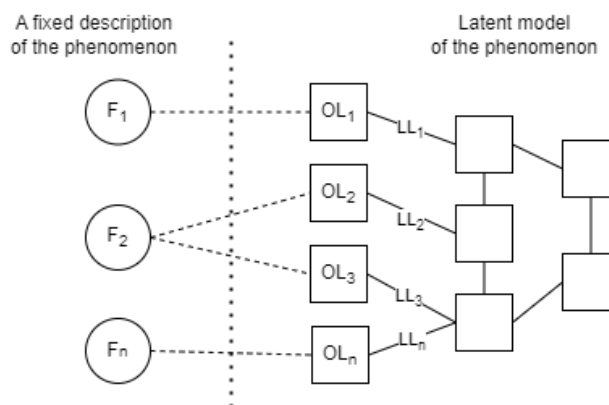 A fixed description
of the phenomenon
Latent model
of the phenomenon
F₁
OL₁
LL₁
OL₂
F₂
LL₂
OL₃
LL₃
Fn
OLₙ
LLₙ